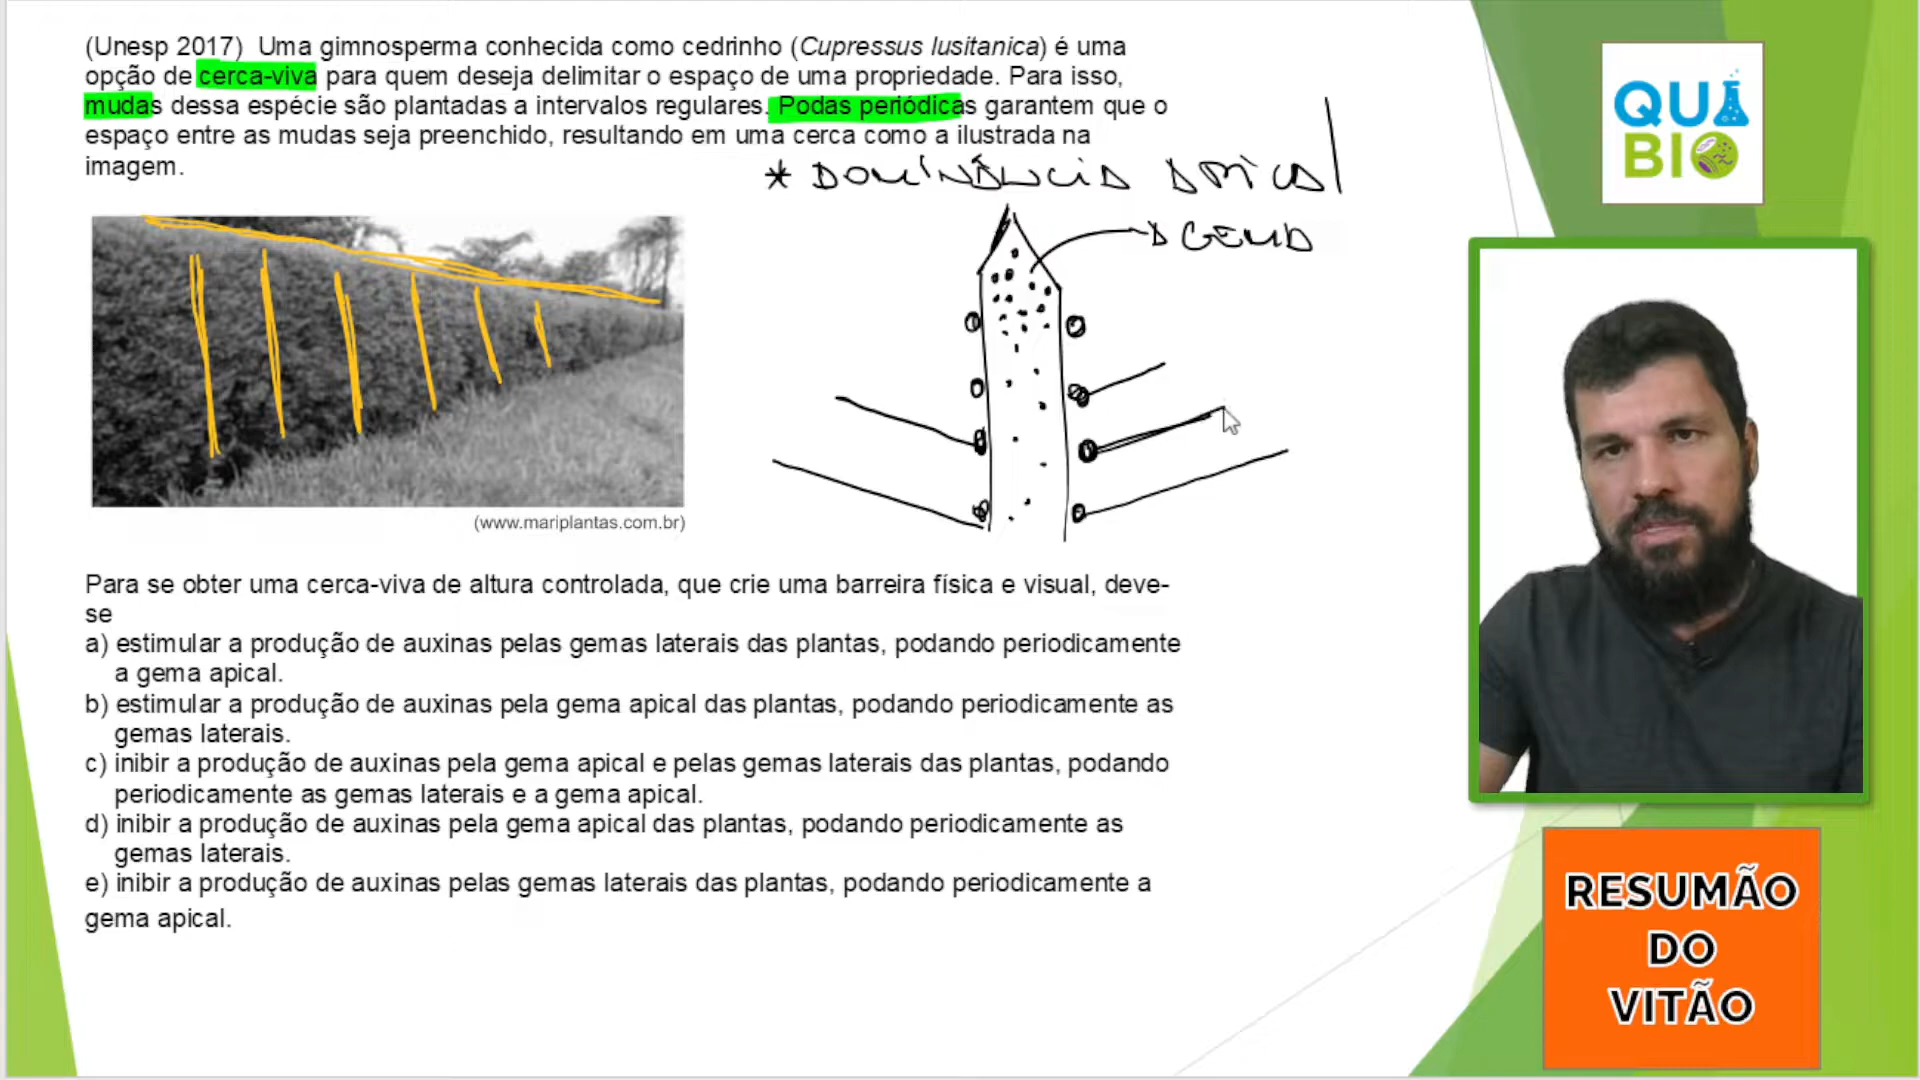 (Unesp 2017) Uma gimnosperma conhecida como cedrinho (Cupressus lusitanica) é uma
opção de cerca-viva para quem deseja delimitar o espaço de uma propriedade. Para isso,
mudas dessa espécie são plantadas a intervalos regulares. Podas periódicas garantem que o
espaço entre as mudas seja preenchido, resultando em uma cerca como a ilustrada na
imagem.
* DOMINÂNCIA APICAL
GEMA
(www.mariplantas.com.br)
Para se obter uma cerca-viva de altura controlada, que crie uma barreira física e visual, deve-
se
a) estimular a produção de auxinas pelas gemas laterais das plantas, podando periodicamente
a gema apical.
b) estimular a produção de auxinas pela gema apical das plantas, podando periodicamente as
gemas laterais.
c) inibir a produção de auxinas pela gema apical e pelas gemas laterais das plantas, podando
periodicamente as gemas laterais e a gema apical.
d) inibir a produção de auxinas pela gema apical das plantas, podando periodicamente as
gemas laterais.
e) inibir a produção de auxinas pelas gemas laterais das plantas, podando periodicamente a
gema apical.
QUÍ
BIO
RESUMÃO
DO
VITÃO